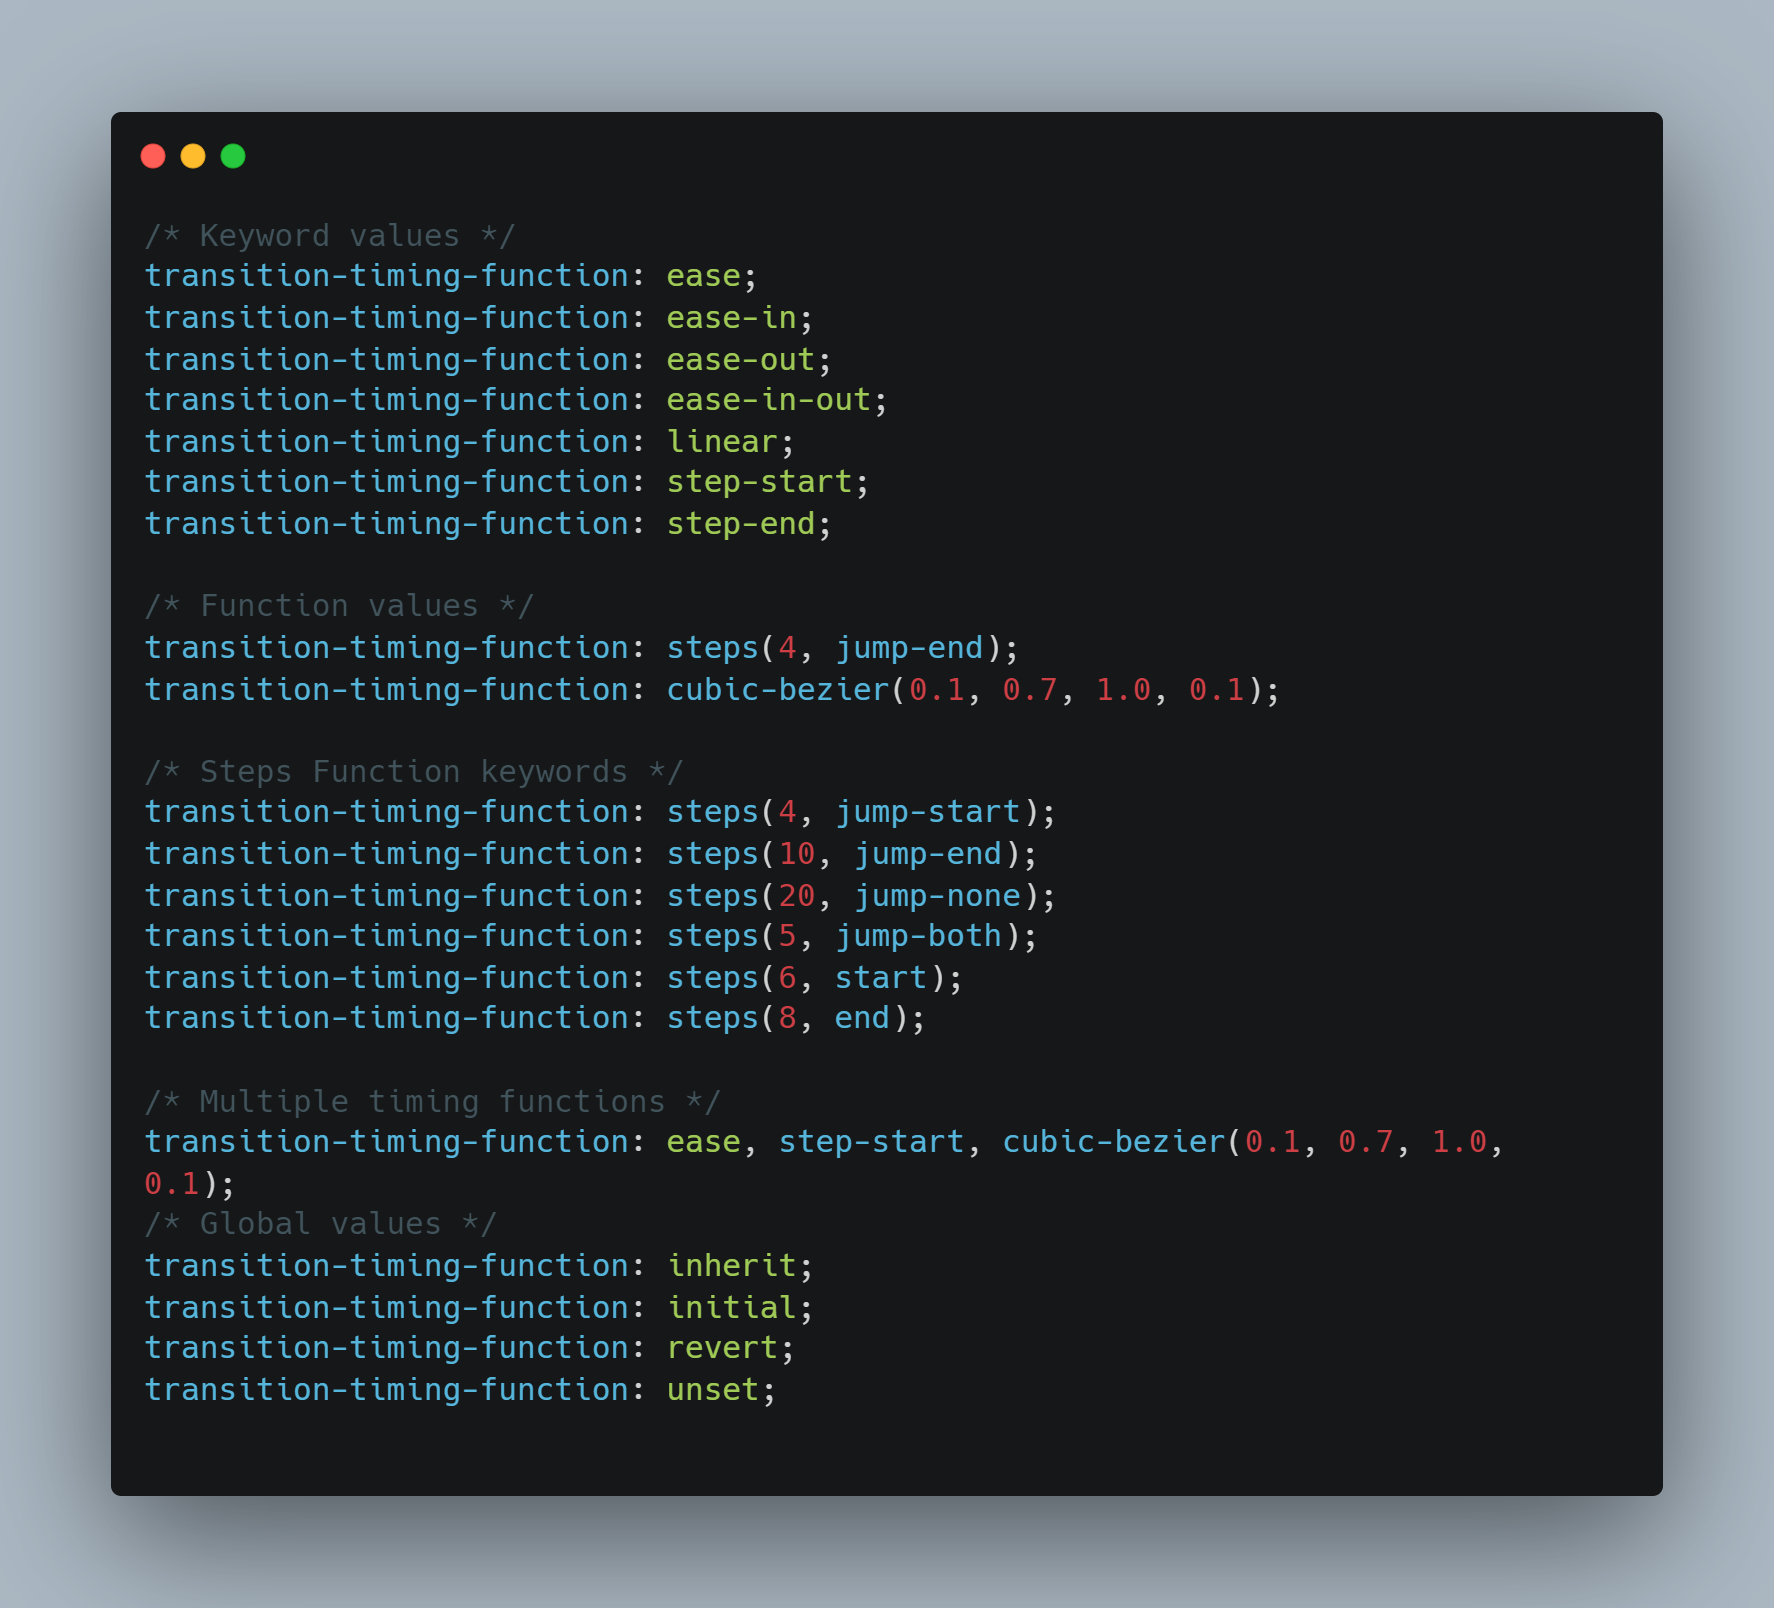 /* Keyword values */
transition-timing-function: ease;
transition-timing-function: ease-in;
transition-timing-function: ease-out;
transition-timing-function: ease-in-out;
transition-timing-function: linear;
transition-timing-function: step-start;
transition-timing-function: step-end;

/* Function values */
transition-timing-function: steps(4, jump-end);
transition-timing-function: cubic-bezier(0.1, 0.7, 1.0, 0.1);

/* Steps Function keywords */
transition-timing-function: steps(4, jump-start);
transition-timing-function: steps(10, jump-end);
transition-timing-function: steps(20, jump-none);
transition-timing-function: steps(5, jump-both);
transition-timing-function: steps(6, start);
transition-timing-function: steps(8, end);

/* Multiple timing functions */
transition-timing-function: ease, step-start, cubic-bezier(0.1, 0.7, 1.0,
0.1);
/* Global values */
transition-timing-function: inherit;
transition-timing-function: initial;
transition-timing-function: revert;
transition-timing-function: unset;